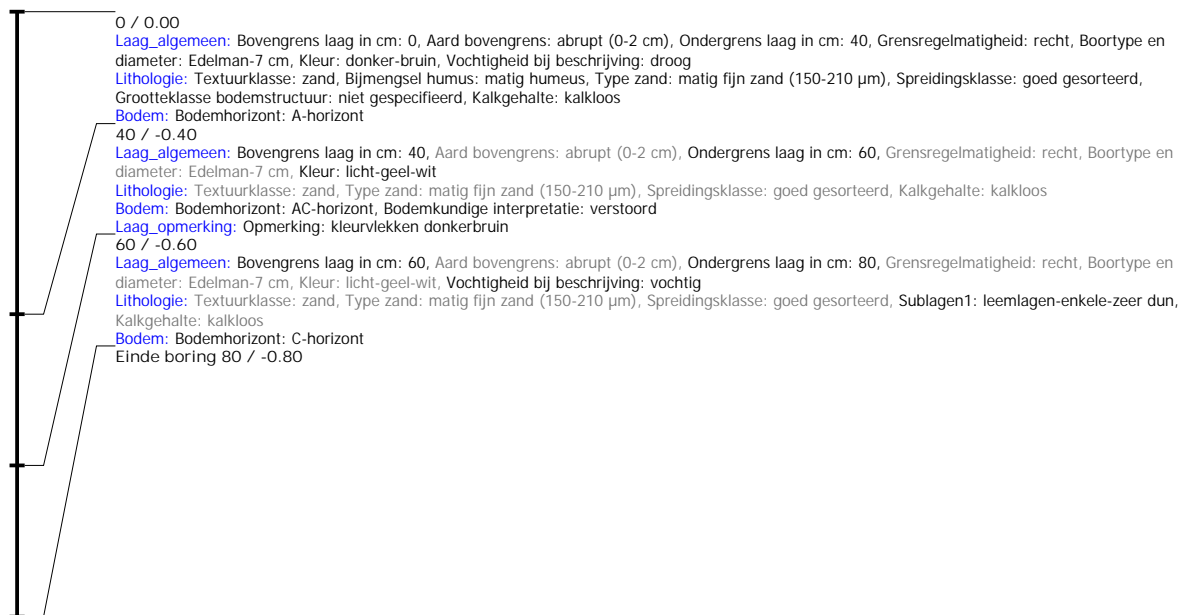 0 / 0.00
Laag_algemeen: Bovengrens laag in cm: 0, Aard bovengrens: abrupt (0-2 cm), Ondergrens laag in cm: 40, Grensregelmatigheid: recht, Boortype en
diameter: Edelman-7 cm, Kleur: donker-bruin, Vochtigheid bij beschrijving: droog
Lithologie: Textuurklasse: zand, Bijmengsel humus: matig humeus, Type zand: matig fijn zand (150-210 µm), Spreidingsklasse: goed gesorteerd,
Grootteklasse bodemstructuur: niet gespecifieerd, Kalkgehalte: kalkloos
Bodem: Bodemhorizont: A-horizont
40 / -0.40
Laag_algemeen: Bovengrens laag in cm: 40, Aard bovengrens: abrupt (0-2 cm), Ondergrens laag in cm: 60, Grensregelmatigheid: recht, Boortype en
diameter: Edelman-7 cm, Kleur: licht-geel-wit
Lithologie: Textuurklasse: zand, Type zand: matig fijn zand (150-210 µm), Spreidingsklasse: goed gesorteerd, Kalkgehalte: kalkloos
Bodem: Bodemhorizont: AC-horizont, Bodemkundige interpretatie: verstoord
Laag_opmerking: Opmerking: kleurvlekken donkerbruin
60 / -0.60
Laag_algemeen: Bovengrens laag in cm: 60, Aard bovengrens: abrupt (0-2 cm), Ondergrens laag in cm: 80, Grensregelmatigheid: recht, Boortype en
diameter: Edelman-7 cm, Kleur: licht-geel-wit, Vochtigheid bij beschrijving: vochtig
Lithologie: Textuurklasse: zand, Type zand: matig fijn zand (150-210 µm), Spreidingsklasse: goed gesorteerd, Sublagen1: leemlagen-enkele-zeer dun,
Kalkgehalte: kalkloos
Bodem: Bodemhorizont: C-horizont
Einde boring 80 / -0.80